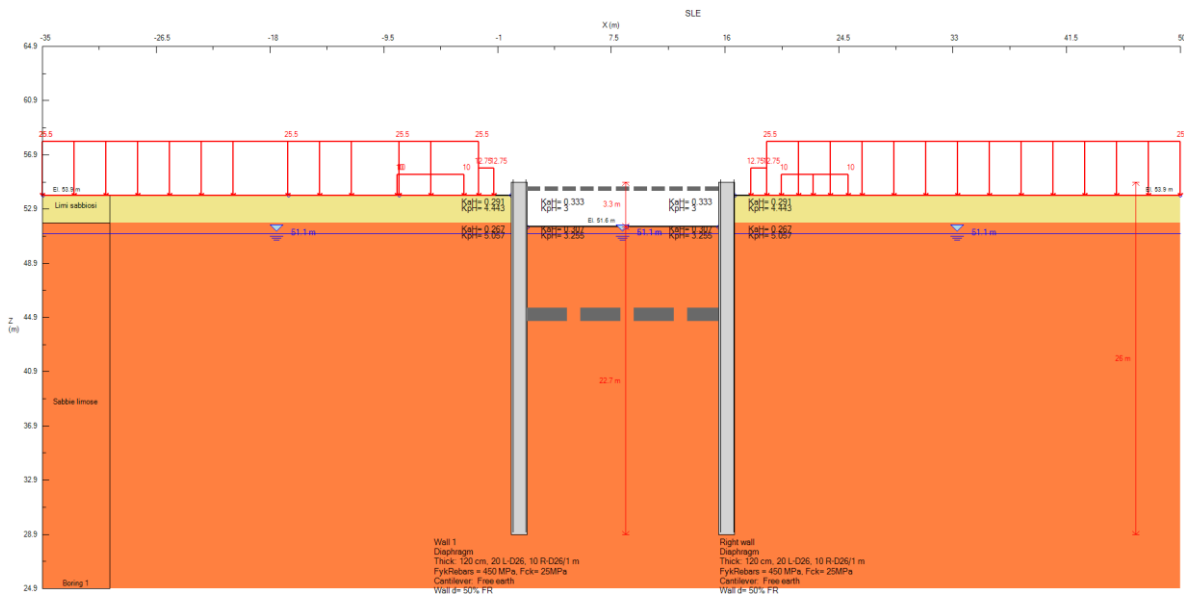 SLE
X (m)
-35 -26.5 -18 -9.5 -1 7.5 16 24.5 33 41.5 50
64.9
60.9
56.9
52.9
48.9
44.9
40.9
36.9
32.9
28.9
24.9
Z
(m)
25.5 25.5 25.5 25.5 25.5
12.75 12.75 12.75 12.75
10 10 10
El. 53.9 m El. 53.9 m
Limi sabbiosi
KaH= 0.291 KaH= 0.333 3.3 m KaH= 0.333 KaH= 0.291
KpH= 4.443 KpH= 3 KpH= 3 KpH= 4.443
El. 51.6 m
KaH= 0.267 KaH= 0.307 KaH= 0.307 KaH= 0.267
KpH= 5.057 KpH= 3.255 KpH= 3.255 KpH= 5.057
51.1 m 51.1 m 51.1 m
22.7 m
26 m
Sabbie limose
Boring 1
Wall 1
Diaphragm
Thick: 120 cm, 20 L-D26, 10 R-D26/1 m
FykRebars = 450 MPa, Fck= 25MPa
Cantilever: Free earth
Wall d= 50% FR
Right wall
Diaphragm
Thick: 120 cm, 20 L-D26, 10 R-D26/1 m
FykRebars = 450 MPa, Fck= 25MPa
Cantilever: Free earth
Wall d= 50% FR